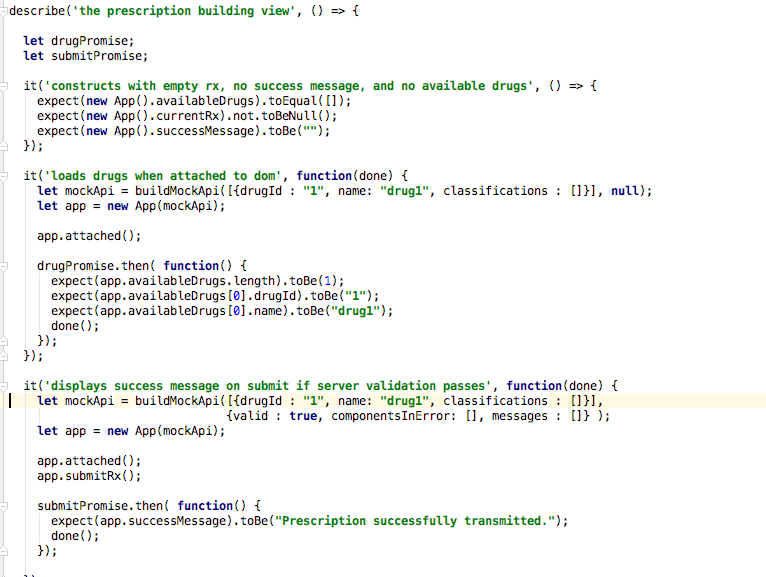 describe('the prescription building view', () => {
let drugPromise;
let submitPromise;
it('constructs with empty rx, no success message, and no available drugs', () => {
expect(new App().availableDrugs).toEqual([]);
expect(new App().currentRx).not.toBeNull();
expect(new App().successMessage).toBe("");
});
it('loads drugs when attached to dom', function(done) {
let mockApi = buildMockApi([{drugId : "1", name: "drug1", classifications : []}], null);
let app = new App(mockApi);
app.attached();
drugPromise.then( function() {
expect(app.availableDrugs.length).toBe(1);
expect(app.availableDrugs[0].drugId).toBe("1");
expect(app.availableDrugs[0].name).toBe("drug1");
done();
});
});
it('displays success message on submit if server validation passes', function(done) {
let mockApi = buildMockApi([{drugId : "1", name: "drug1", classifications : []}],
{valid : true, componentsInError: [], messages : []} );
let app = new App(mockApi);
app.attached();
app.submitRx();
submitPromise.then( function() {
expect(app.successMessage).toBe("Prescription successfully transmitted.");
done();
});